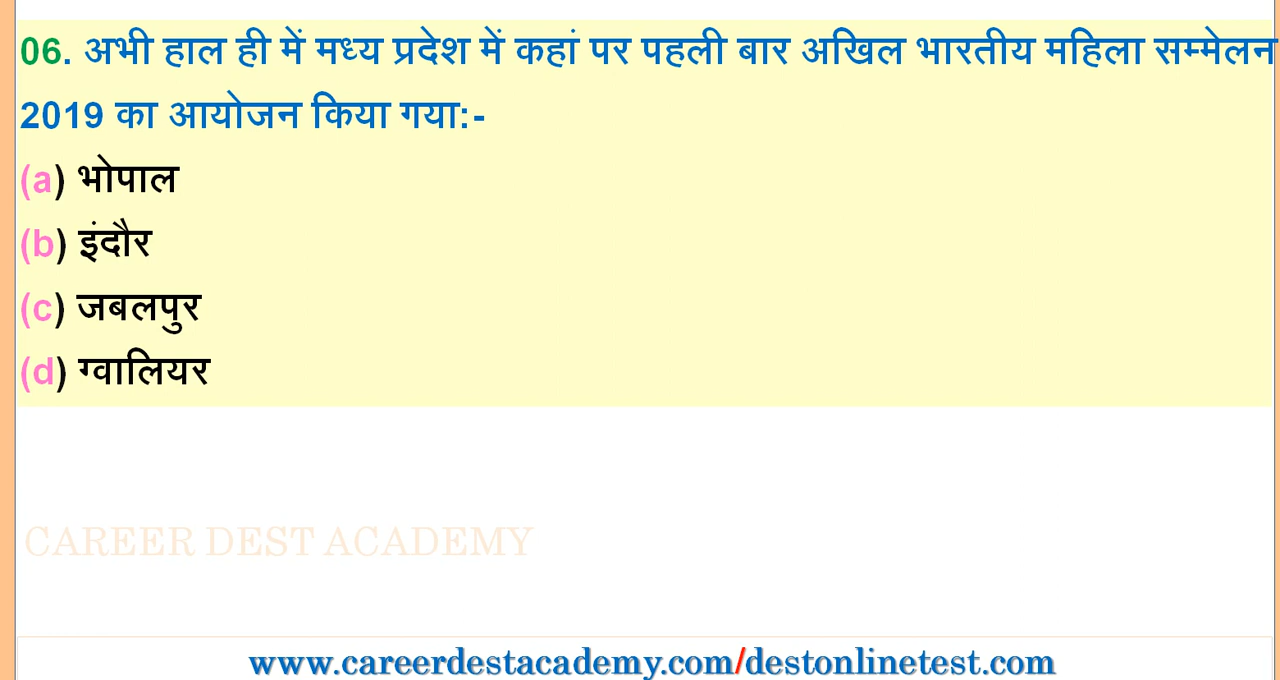 06. अभी हाल ही में मध्य प्रदेश में कहां पर पहली बार अखिल भारतीय महिला सम्मेलन
2019 का आयोजन किया गया:-
(a) भोपाल
(b) इंदौर
(c) जबलपुर
(d) ग्वालियर
CAREER DEST ACADEMY
www.careerdestacademy.com/destonlinetest.com